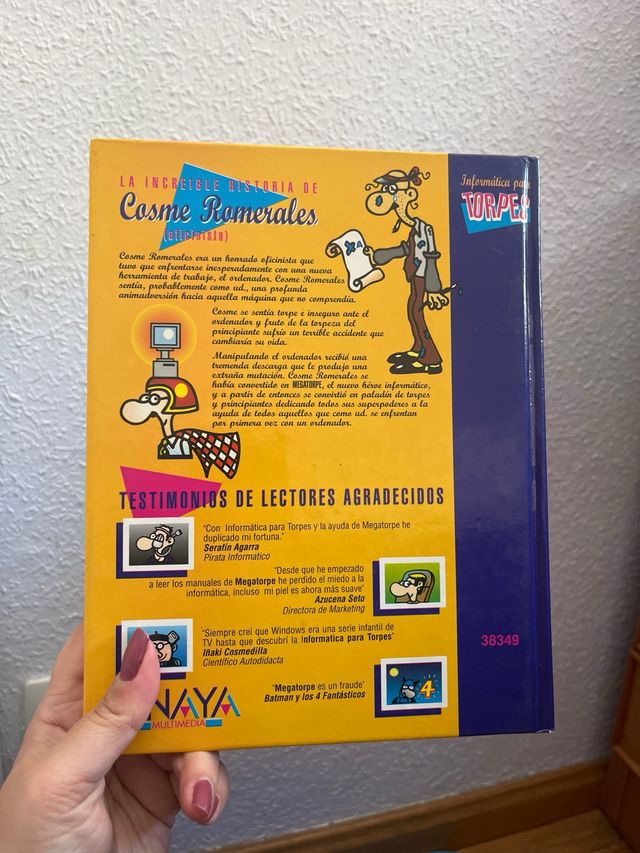 LA INCREIBLE HISTORIA DE
Cosme Romerales
(oficinista)
Cosme Romerales era un honrado oficinista que
tuvo que enfrentarse inesperadamente con una nueva
herramienta de trabajo, el ordenador. Cosme Romerales
sentía, probablemente como ud., una profunda
animadversión hacia aquella máquina que no comprendía.
Cosme se sentía torpe e inseguro ante el
ordenador y fruto de la torpeza del
principiante sufrío un terrible accidente que
cambiaría su vida.
Manipulando el ordenador recibió una
tremenda descarga que le produjo una
extraña mutación. Cosme Romerales se
había convertido en MEGATORPE, el nuevo héroe informático,
y a partir de entonces se convirtió en paladín de torpes
y principiantes dedicando todos sus superpoderes a la
ayuda de todos aquellos que como ud. se enfrentan
por primera vez con un ordenador.
TESTIMONIOS DE LECTORES AGRADECIDOS
"Con Informática para Torpes y la ayuda de Megatorpe he
duplicado mi fortuna."
Serafín Agarra
Pirata Informatico
"Desde que he empezado
a leer los manuales de Megatorpe he perdido el miedo a la
informática, incluso mi piel es ahora más suave"
Azucena Seto
Directora de Marketing
"Siempre creí que Windows era una serie infantil de
TV hasta que descubrí la Informatica para Torpes"
Iñaki Cosmedilla
Científico Autodidacta
"Megatorpe es un fraude"
Batman y los 4 Fantásticos
4
NAYA
MULTIMEDIA
Informática para
TORPES
38349